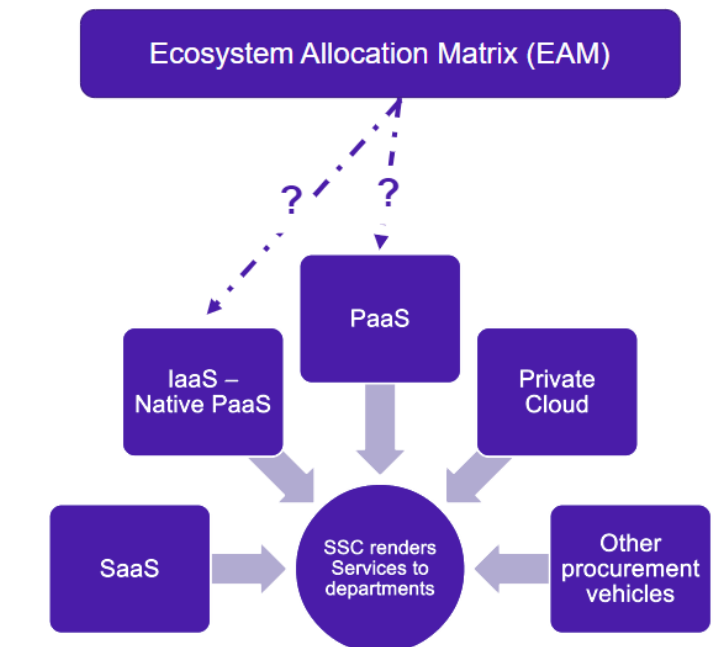 Ecosystem Allocation Matrix (EAM)
?
?
PaaS
IaaS –
Native PaaS
Private
Cloud
SaaS
SSC renders
Services to
departments
Other
procurement
vehicles